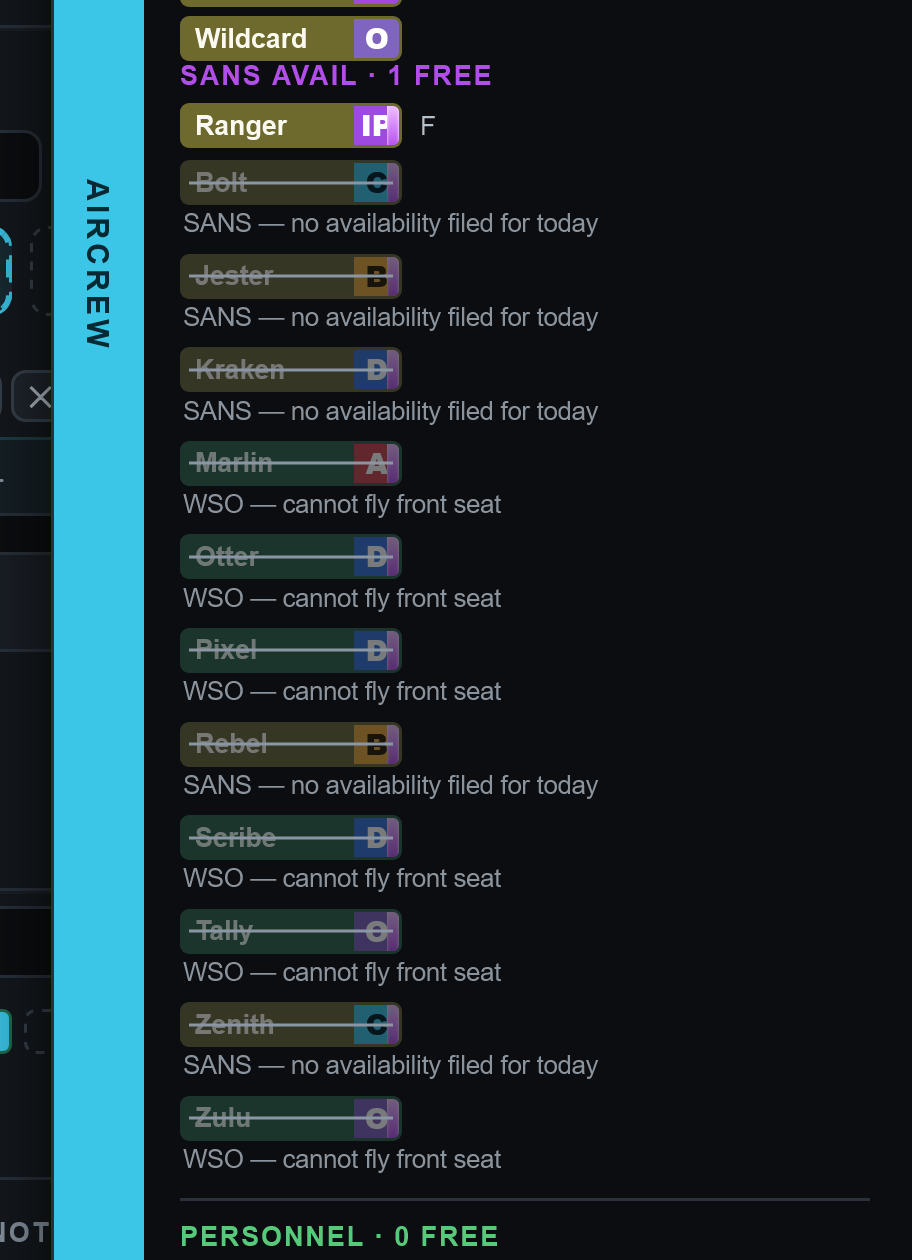 Wildcard O
SANS AVAIL · 1 FREE
Ranger IP F
Bolt C
SANS — no availability filed for today
Jester B
SANS — no availability filed for today
Kraken D
SANS — no availability filed for today
Marlin A
WSO — cannot fly front seat
Otter D
WSO — cannot fly front seat
Pixel D
WSO — cannot fly front seat
Rebel B
SANS — no availability filed for today
Scribe D
WSO — cannot fly front seat
Tally O
WSO — cannot fly front seat
Zenith C
SANS — no availability filed for today
Zulu O
WSO — cannot fly front seat
PERSONNEL · 0 FREE
AIRCREW
NOT